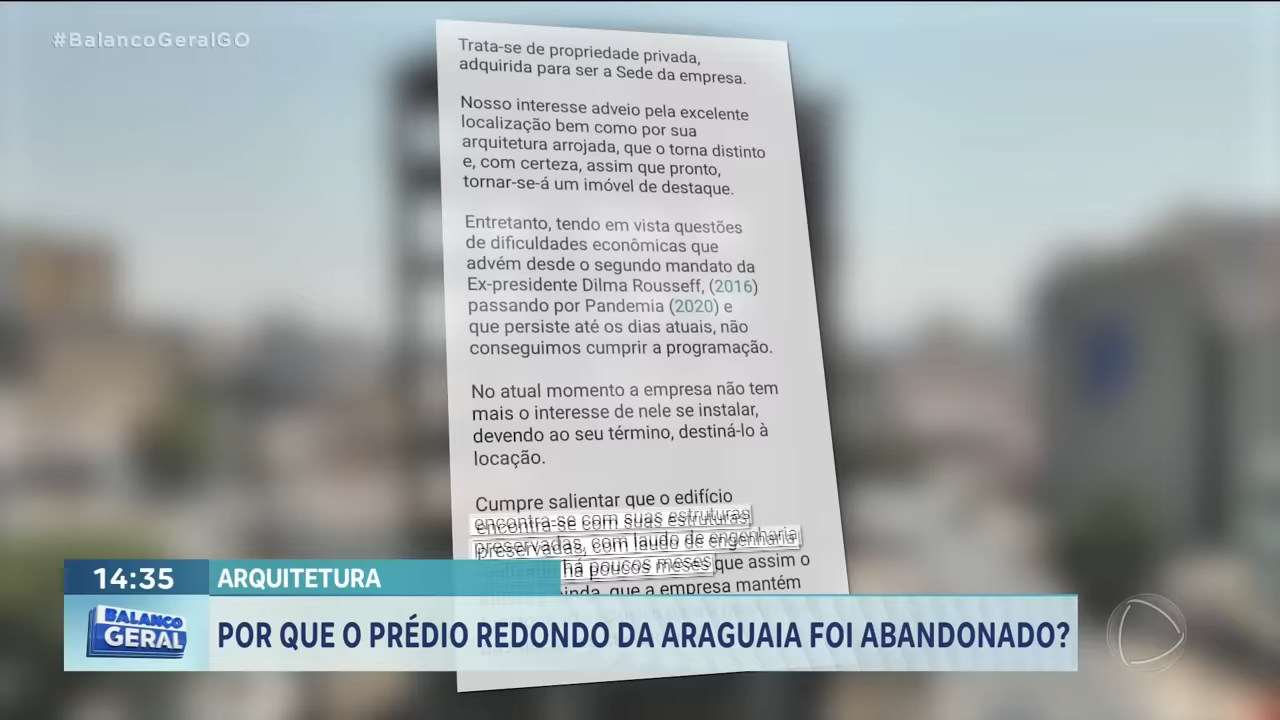 #BalancoGeralGO
Trata-se de propriedade privada,
adquirida para ser a Sede da empresa.
Nosso interesse adveio pela excelente
localização bem como por sua
arquitetura arrojada, que o torna distinto
e, com certeza, assim que pronto,
tornar-se-á um imóvel de destaque.
Entretanto, tendo em vista questões
de dificuldades econômicas que
advém desde o segundo mandato da
Ex-presidente Dilma Rousseff, (2016)
passando por Pandemia (2020) e
que persiste até os dias atuais, não
conseguimos cumprir a programação.
No atual momento a empresa não tem
mais o interesse de nele se instalar,
devendo ao seu término, destiná-lo à
locação.
Cumpre salientar que o edifício
encontra-se com suas estruturas
preservadas, com laudo de engenharia
há poucos meses que assim o
que a empresa mantém
14:35 ARQUITETURA
BALANCO
GERAL
POR QUE O PRÉDIO REDONDO DA ARAGUAIA FOI ABANDONADO?